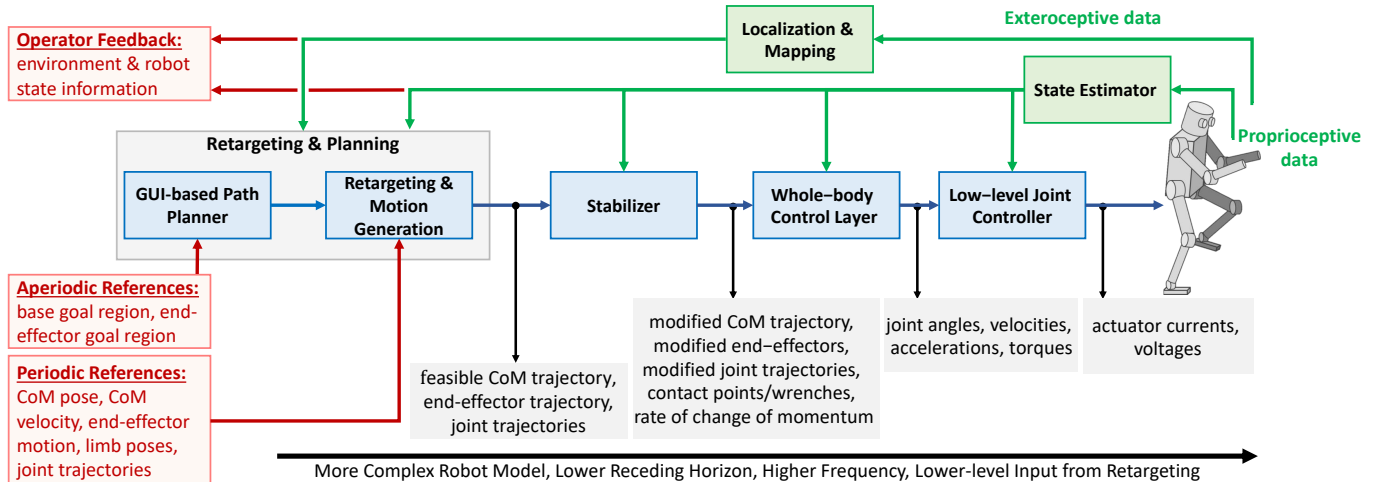 Operator Feedback:
environment & robot
state information
Localization &
Mapping
Exteroceptive data
State Estimator
Proprioceptive
data
Retargeting & Planning
GUI-based Path
Planner
Retargeting &
Motion
Generation
Stabilizer
Whole–body
Control Layer
Low–level Joint
Controller
Aperiodic References:
base goal region, end-
effector goal region
Periodic References:
CoM pose, CoM
velocity, end-effector
motion, limb poses,
joint trajectories
feasible CoM trajectory,
end-effector trajectory,
joint trajectories
modified CoM trajectory,
modified end–effectors,
modified joint trajectories,
contact points/wrenches,
rate of change of momentum
joint angles, velocities,
accelerations, torques
actuator currents,
voltages
More Complex Robot Model, Lower Receding Horizon, Higher Frequency, Lower-level Input from Retargeting